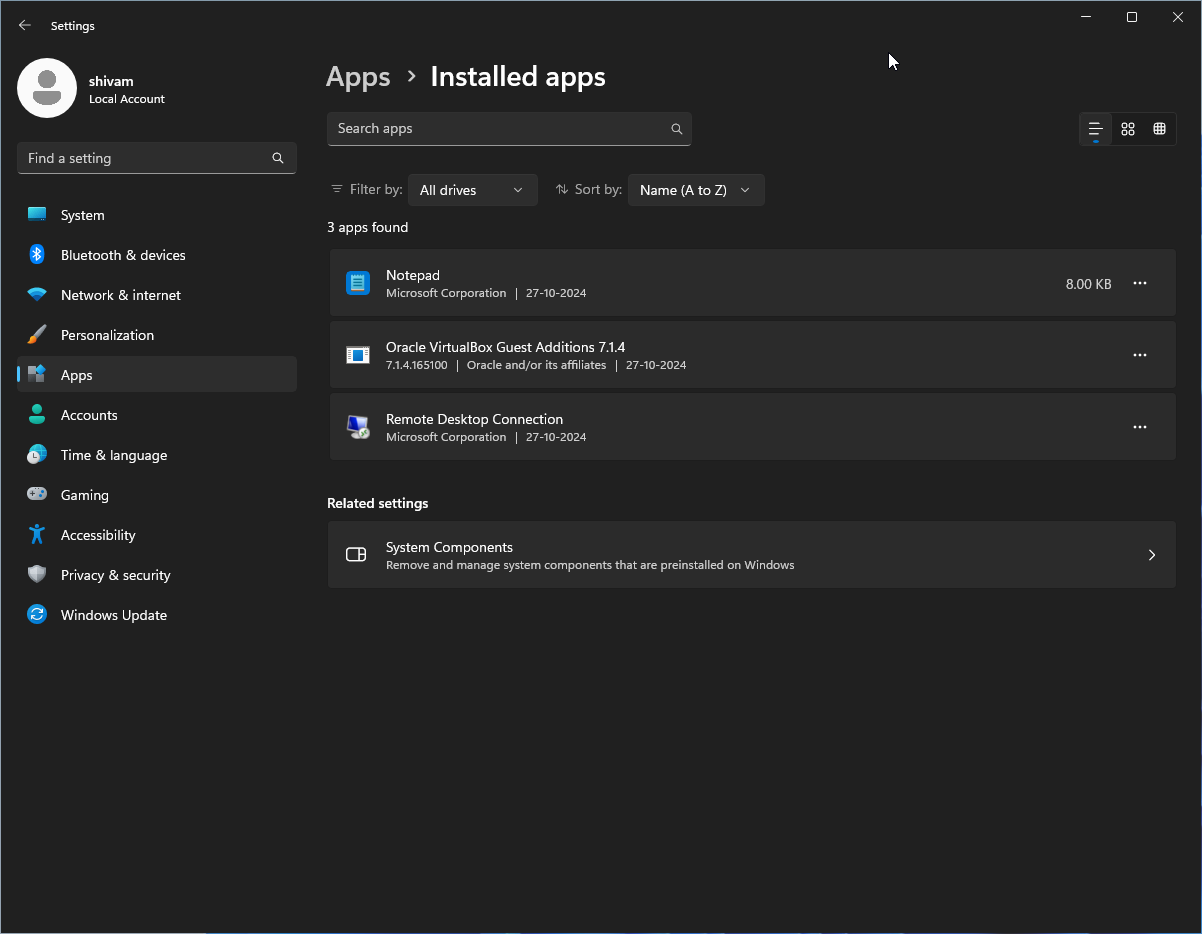 Settings
shivam
Local Account
Find a setting
System
Bluetooth & devices
Network & internet
Personalization
Apps
Accounts
Time & language
Gaming
Accessibility
Privacy & security
Windows Update
Apps › Installed apps
Search apps
Filter by: All drives Sort by: Name (A to Z)
3 apps found
Notepad
Microsoft Corporation | 27-10-2024
8.00 KB
Oracle VirtualBox Guest Additions 7.1.4
7.1.4.165100 | Oracle and/or its affiliates | 27-10-2024
Remote Desktop Connection
Microsoft Corporation | 27-10-2024
Related settings
System Components
Remove and manage system components that are preinstalled on Windows